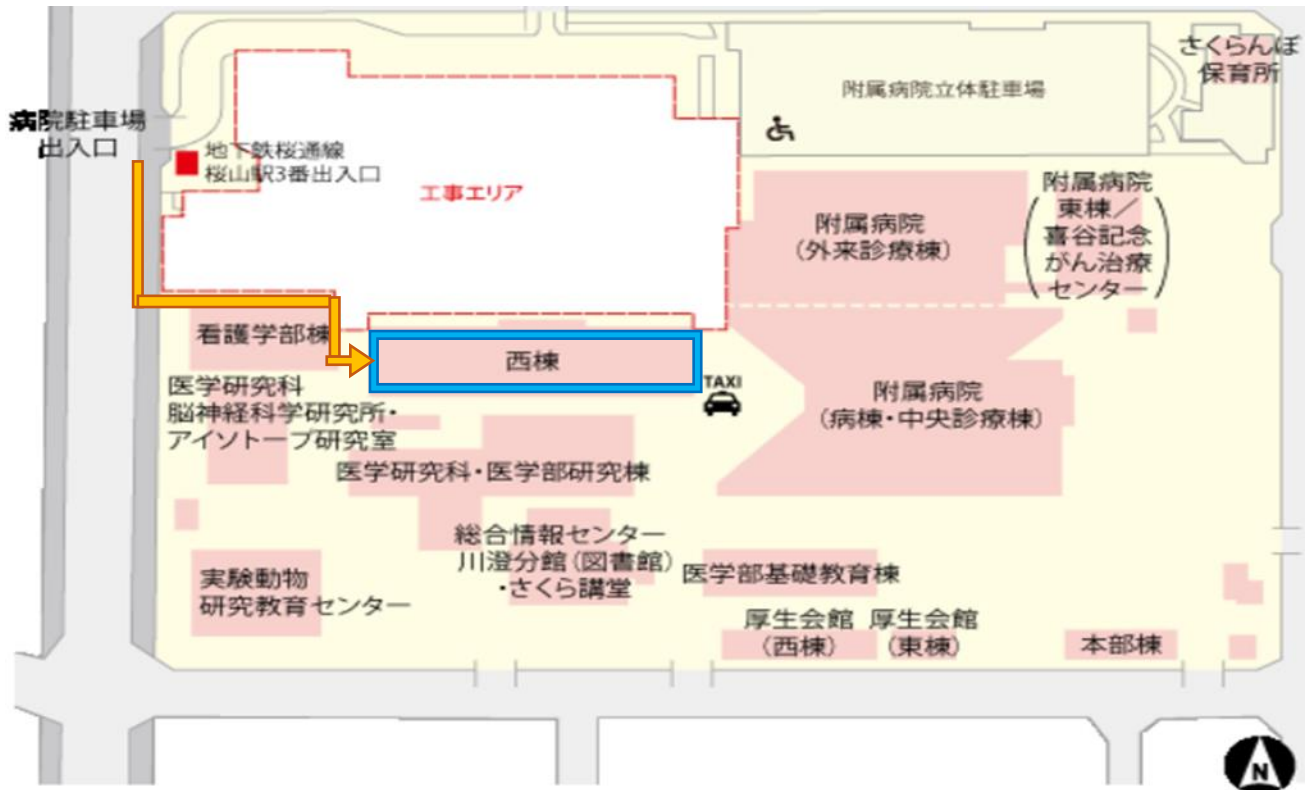 さくらんぼ
保育所
附属病院立体駐車場
病院駐車場
出入口
地下鉄桜通線
桜山駅3番出入口
工事エリア
附属病院
(外来診療棟)
附属病院
東棟／
喜谷記念
がん治療
センター
看護学部棟
西棟
TAXI
附属病院
(病棟・中央診療棟)
医学研究科
脳神経科学研究所・
アイソトープ研究室
医学研究科・医学部研究棟
総合情報センター
川澄分館(図書館)
・さくら講堂
医学部基礎教育棟
実験動物
研究教育センター
厚生会館
(西棟)
厚生会館
(東棟)
本部棟
N